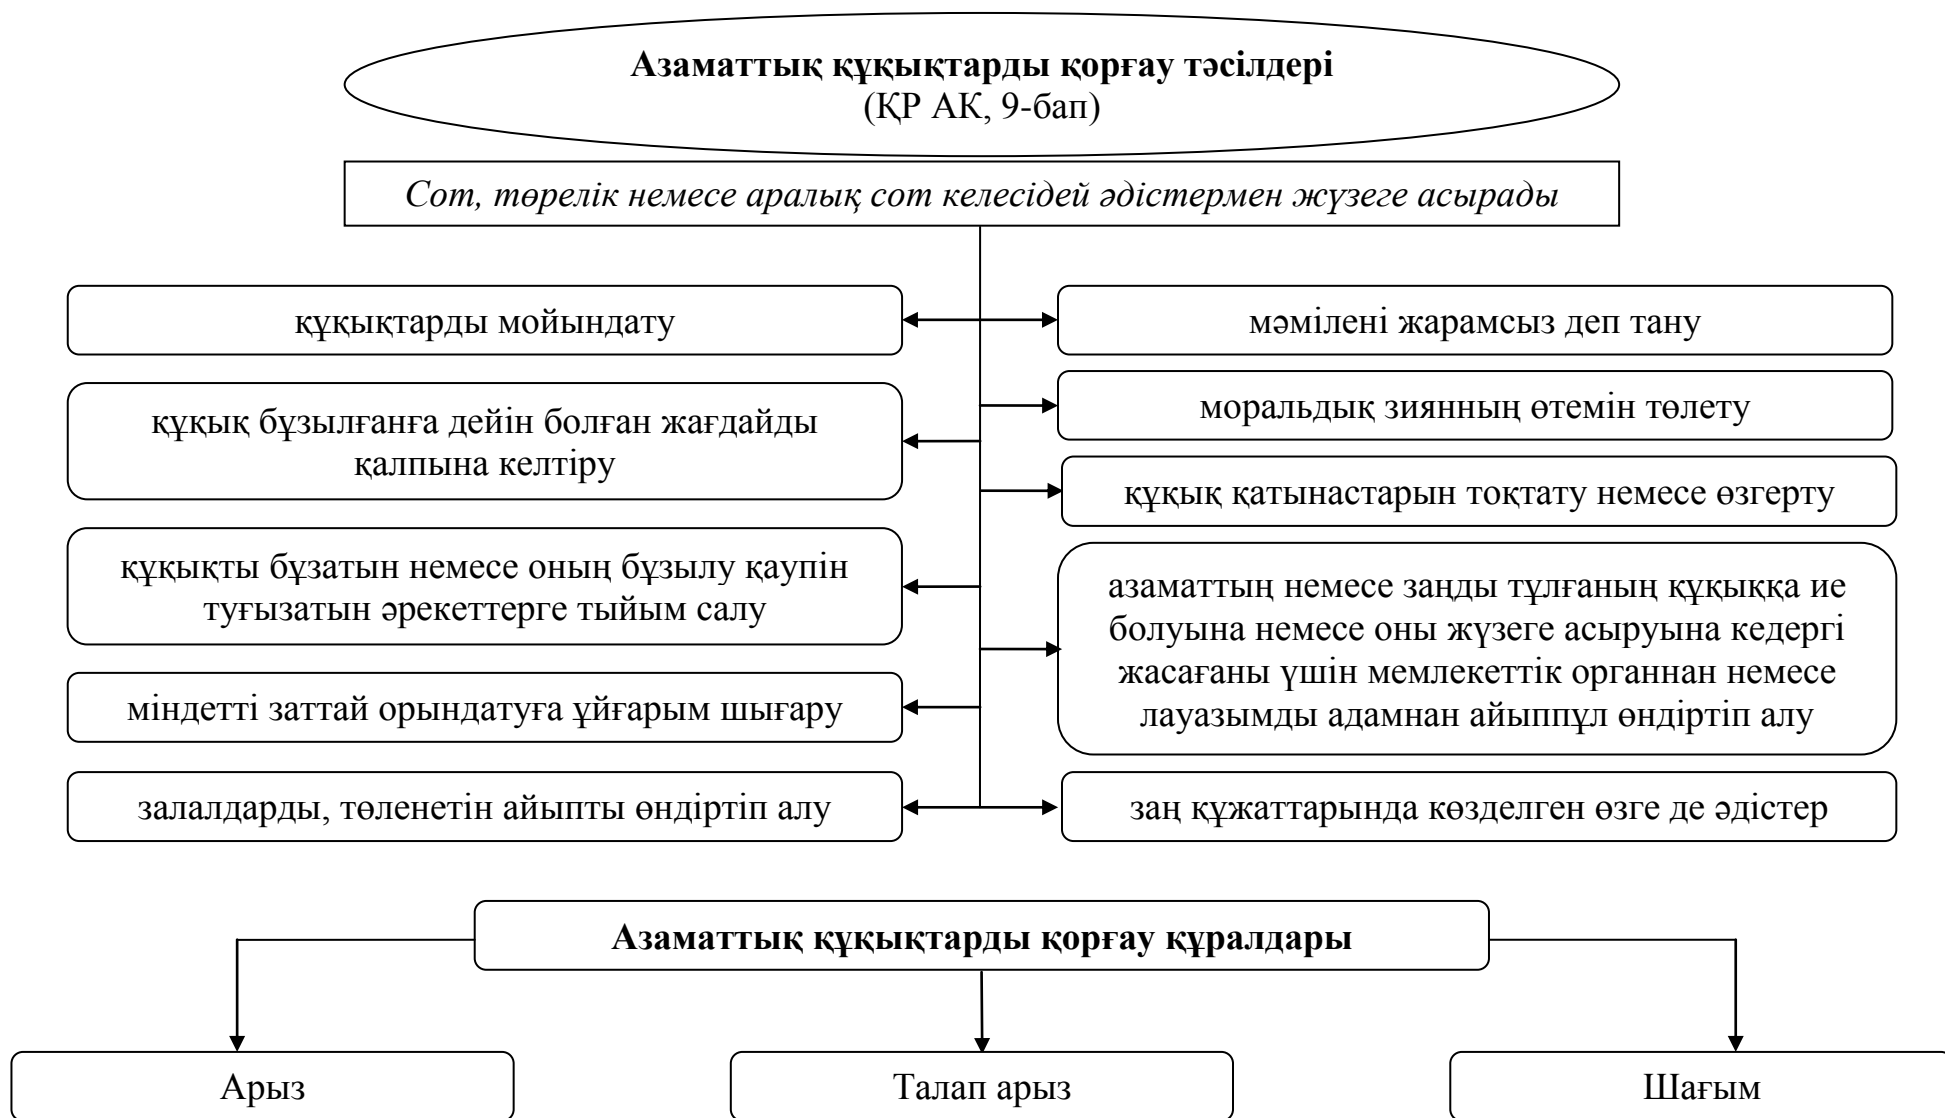 Азаматтық құқықтарды қорғау тәсілдері
(ҚР АК, 9-бап)
Сот, төрелік немесе аралық сот келесідей әдістермен жүзеге асырады
құқықтарды мойындату
мәмілені жарамсыз деп тану
құқық бұзылғанға дейін болған жағдайды
қалпына келтіру
моральдық зиянның өтемін төлету
құқық қатынастарын тоқтату немесе өзгерту
құқықты бұзатын немесе оның бұзылу қаупін
туғызатын әрекеттерге тыйым салу
азаматтың немесе заңды тұлғаның құқыққа ие
болуына немесе оны жүзеге асыруына кедергі
жасағаны үшін мемлекеттік органнан немесе
лауазымды адамнан айыппұл өндіртіп алу
міндетті заттай орындатуға ұйғарым шығару
залалдарды, төленетін айыпты өндіртіп алу
заң құжаттарында көзделген өзге де әдістер
Азаматтық құқықтарды қорғау құралдары
Арыз
Талап арыз
Шағым